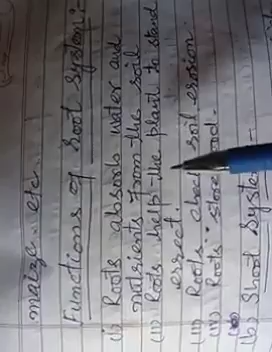 maize etc.
Functions of root system:-
(i) Roots absorb water and
nutrients from the soil
(ii) Roots help the plant to stand
errect.
(iii) Roots check soil erosion.
(iv) Roots store food.
(b) Shoot System -